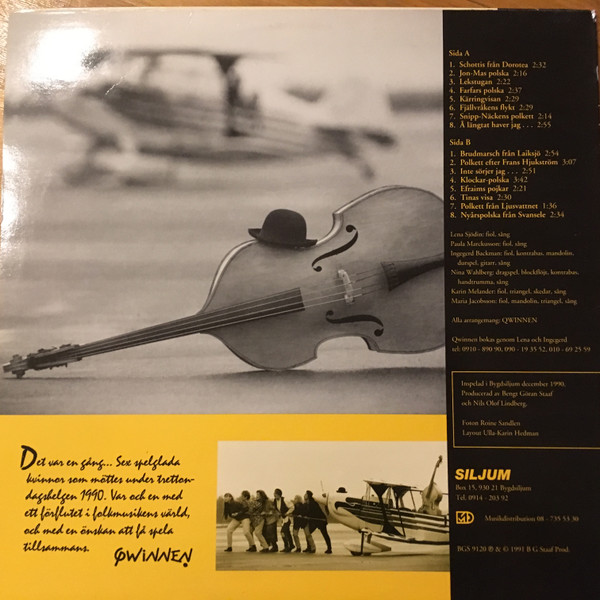 Sida A
1. Schottis från Dorotea 2:32
2. Jon-Mas polska 2:16
3. Lekstugan 2:22
4. Farfars polska 2:37
5. Kärringvisan 2:29
6. Fjällvråkens flykt 2:29
7. Snipp-Näckens polkett 2:14
8. Å längtat haver jag . . . 2:55
Sida B
1. Brudmarsch från Laiksjö 2:54
2. Polkett efter Frans Hjukström 3:07
3. Inte sörjer jag . . . 2:51
4. Klockar-polska 3:42
5. Efraims pojkar 2:21
6. Tinas visa 2:30
7. Polkett från Ljusvattnet 1:36
8. Nyårspolska från Svansele 2:34
Lena Sjödin: fiol, sång
Paula Marcksson: fiol, sång
Ingegerd Backman: fiol, kontrabas, mandolin,
durspel, gitarr, sång
Nina Wahlberg: dragspel, blockflöjt, kontrabas,
handtrumma, sång
Karin Melander: fiol, triangel, skedar, sång
Maria Jacobsson: fiol, mandolin, triangel, sång
Alla arrangemang: QWINNEN
Qwinnen bokas genom Lena och Ingegerd
tel: 0910 - 890 90, 090 - 19 35 52, 010 - 69 25 59
Inspelad i Bygdsiljum december 1990.
Producerad av Bengt Göran Staaf
och Nils Olof Lindberg.
Foton Roine Sandlen
Layout Ulla-Karin Hedman
Det var en gång... Sex spelglada
kvinnor som möttes under tretton-
dagshelgen 1990. Var och en med
ett förflutet i folkmusikens värld,
och med en önskan att få spela
tillsammans.
QWINNEN
SILJUM
Box 15, 930 21 Bygdsiljum
Tel. 0914 - 203 92
MD Musikdistribution 08 - 735 53 30
BGS 9120 ℗ & © 1991 B G Staaf Prod.